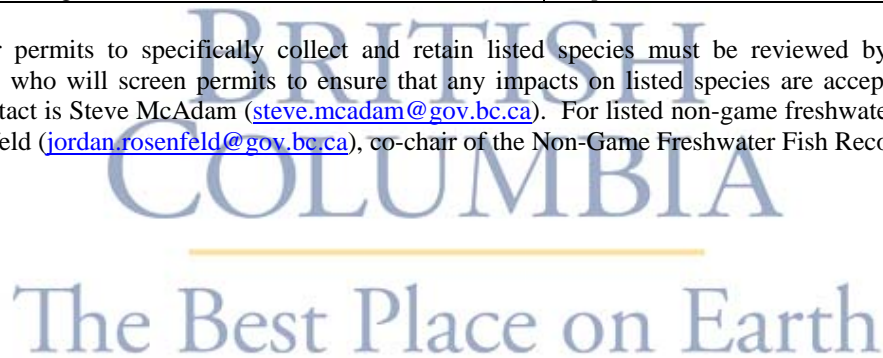 r permits to specifically collect and retain listed species must be reviewed by
who will screen permits to ensure that any impacts on listed species are accep
tact is Steve McAdam (steve.mcadam@gov.bc.ca). For listed non-game freshwate
feld (jordan.rosenfeld@gov.bc.ca), co-chair of the Non-Game Freshwater Fish Reco
BRITISH
COLUMBIA
The Best Place on Earth